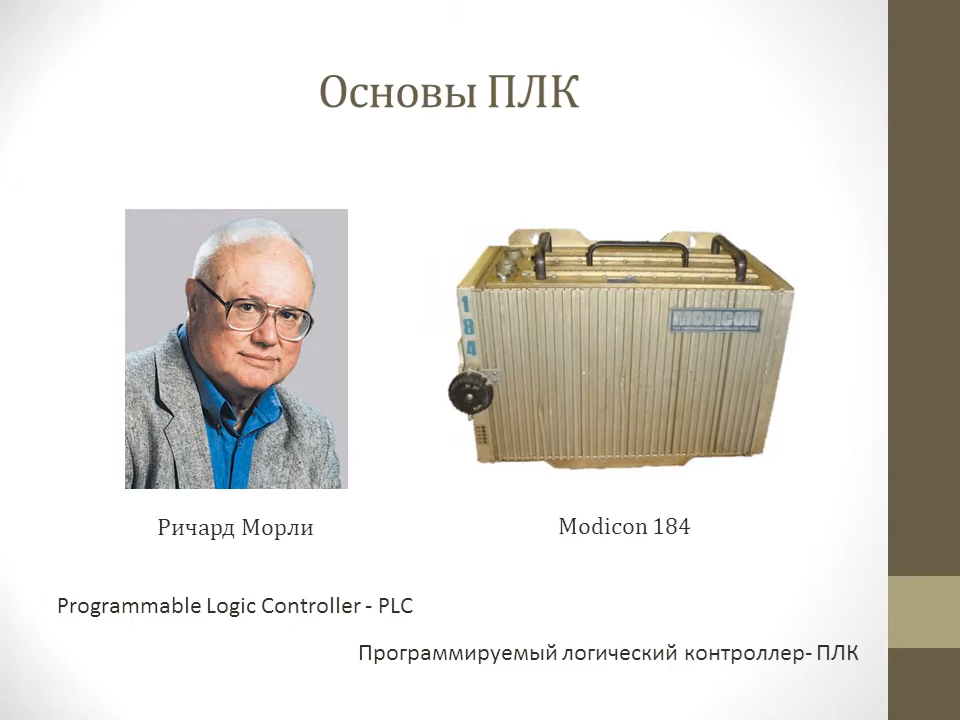 Основы ПЛК
184
MODICON
Ричард Морли
Modicon 184
Programmable Logic Controller - PLC
Программируемый логический контроллер- ПЛК